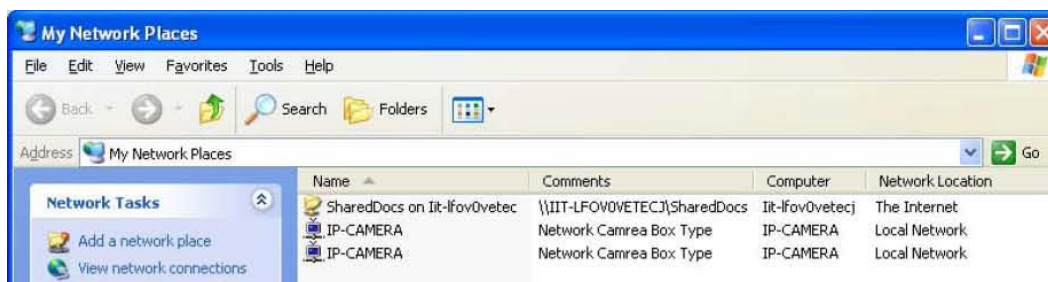 My Network Places
File Edit View Favorites Tools Help
Back Search Folders
Address My Network Places Go
Name Comments Computer Network Location
Network Tasks
SharedDocs on Iit-lfov0vetec \\IIT-LFOV0VETECJ\SharedDocs Iit-lfov0vetecj The Internet
IP-CAMERA Network Camrea Box Type IP-CAMERA Local Network
Add a network place
IP-CAMERA Network Camrea Box Type IP-CAMERA Local Network
View network connections